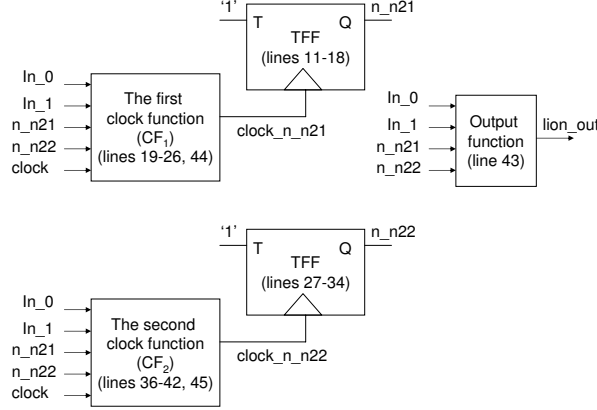 '1'
T
Q
n_n21
TFF
(lines 11-18)
In_0
In_1
n_n21
n_n22
clock
The first
clock function
(CF1)
(lines 19-26, 44)
clock_n_n21
In_0
In_1
n_n21
n_n22
Output
function
(line 43)
lion_out
'1'
T
Q
n_n22
TFF
(lines 27-34)
In_0
In_1
n_n21
n_n22
clock
The second
clock function
(CF2)
(lines 36-42, 45)
clock_n_n22